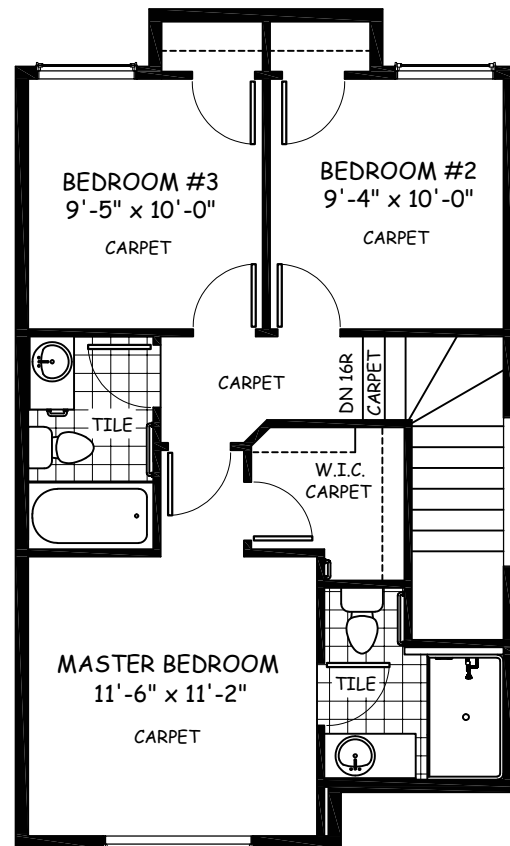 BEDROOM #3
9'-5" x 10'-0"
CARPET
BEDROOM #2
9'-4" x 10'-0"
CARPET
CARPET
DN 16R
CARPET
TILE
W.I.C.
CARPET
MASTER BEDROOM
11'-6" x 11'-2"
CARPET
TILE